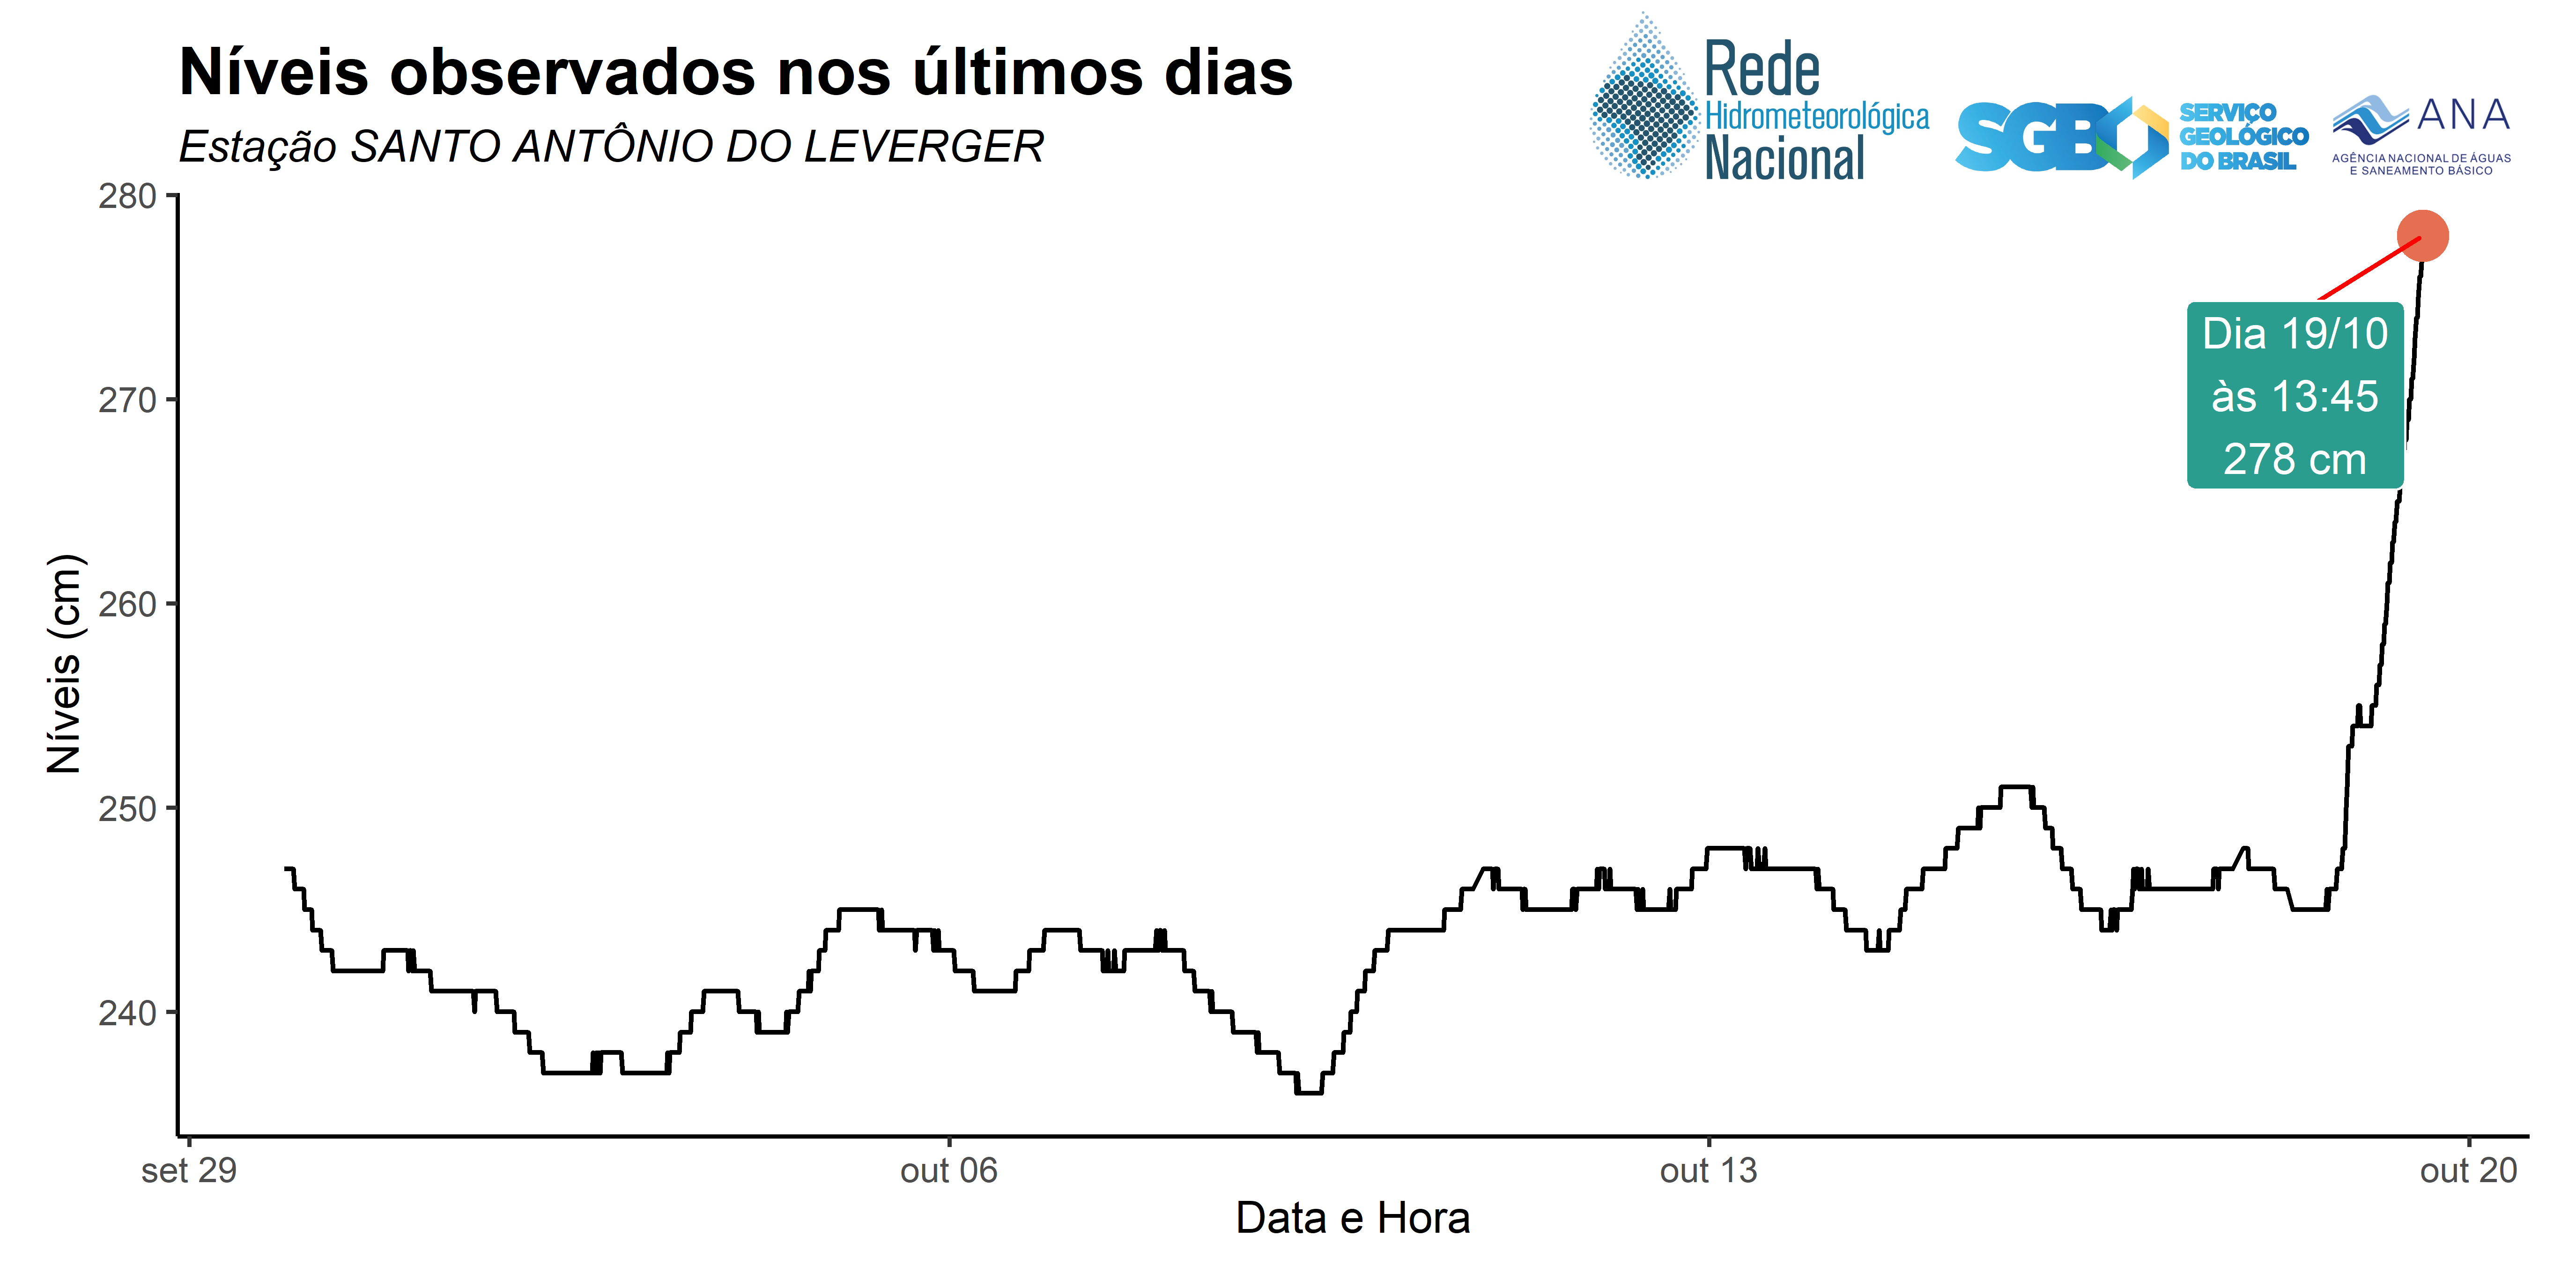 Níveis observados nos últimos dias
Estação SANTO ANTÔNIO DO LEVERGER
Rede
Hidrometeorológica
Nacional
SGB
SERVIÇO
GEOLÓGICO
DO BRASIL
ANA
AGÊNCIA NACIONAL DE ÁGUAS
E SANEAMENTO BÁSICO
280
270
260
250
240
Níveis (cm)
Dia 19/10
às 13:45
278 cm
set 29
out 06
out 13
out 20
Data e Hora